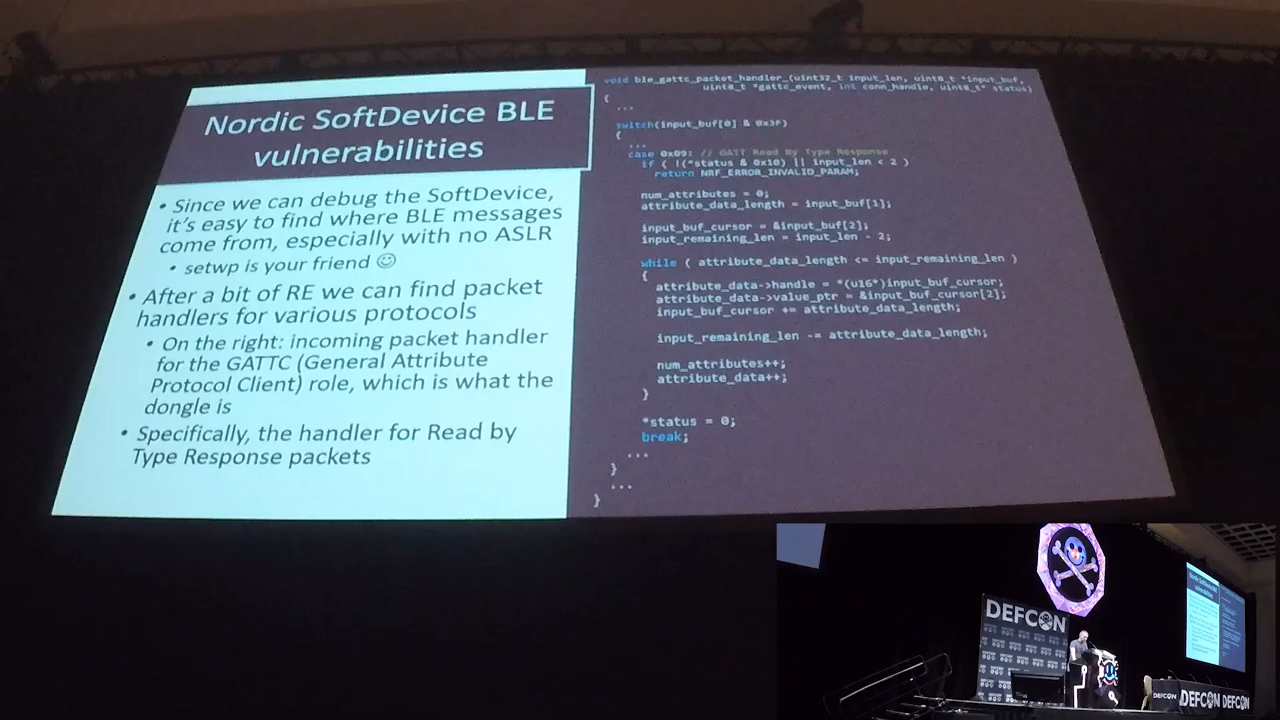 Nordic SoftDevice BLE
vulnerabilities
• Since we can debug the SoftDevice,
it's easy to find where BLE messages
come from, especially with no ASLR
• setwp is your friend ☺
• After a bit of RE we can find packet
handlers for various protocols
• On the right: incoming packet handler
for the GATTC (General Attribute
Protocol Client) role, which is what the
dongle is
• Specifically, the handler for Read by
Type Response packets
void ble_gattc_packet_handler_(uint32_t input_len, uint8_t *input_buf,
uint8_t *gattc_event, int conn_handle, uint8_t* status)
{
...
switch(input_buf[0] & 0x3F)
{
...
case 0x09: // GATT Read By Type Response
if ( !(*status & 0x10) || input_len < 2 )
return NRF_ERROR_INVALID_PARAM;
num_attributes = 0;
attribute_data_length = input_buf[1];
input_buf_cursor = &input_buf[2];
input_remaining_len = input_len - 2;
while ( attribute_data_length <= input_remaining_len )
{
attribute_data->handle = *(u16*)input_buf_cursor;
attribute_data->value_ptr = &input_buf_cursor[2];
input_buf_cursor += attribute_data_length;
input_remaining_len -= attribute_data_length;
num_attributes++;
attribute_data++;
}
*status = 0;
break;
...
}
...
}
DEFCON
DEFCON DEFCON DEFCON